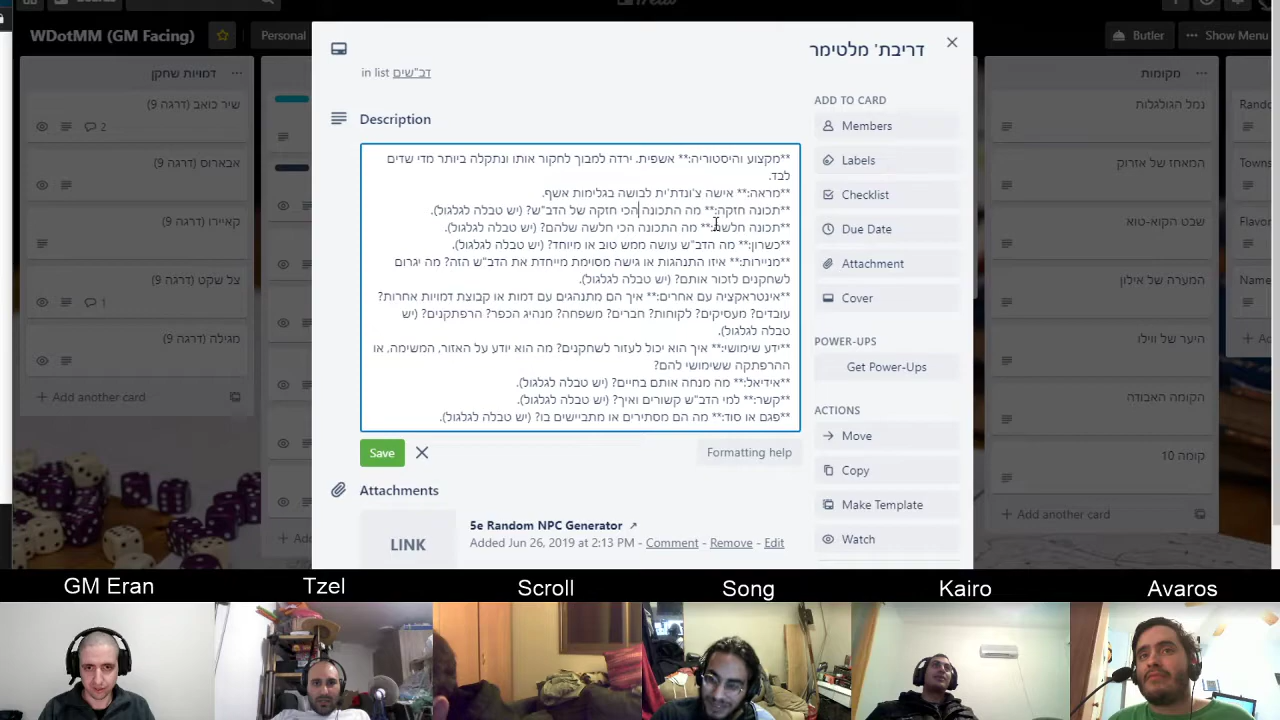 WDotMM (GM Facing)
Personal
Butler
Show Menu
דמויות שחקן
שיר כואב (דרגה 9)
2
אבארוס (דרגה 9)
קאיירו (דרגה 9)
צל שקט (דרגה 9)
1
מגילה (דרגה 9)
+ Add another card
+ Ad
דריבת' מלטימר
in list דב"שים
Description
**מקצוע והיסטוריה:** אשפית. ירדה למבוך לחקור אותו ונתקלה ביותר מדי שדים
לבד.
**מראה:** אישה צ'ונדת'ית לבושה בגלימות אשף.
**תכונה חזקה:** מה התכונה הכי חזקה של הדב"ש? (יש טבלה לגלגול).
**תכונה חלשה:** מה התכונה הכי חלשה שלהם? (יש טבלה לגלגול).
**כשרון:** מה הדב"ש עושה ממש טוב או מיוחד? (יש טבלה לגלגול).
**מניירות:** איזו התנהגות או גישה מסוימת מייחדת את הדב"ש הזה? מה יגרום
לשחקנים לזכור אותם? (יש טבלה לגלגול).
**אינטראקציה עם אחרים:** איך הם מתנהגים עם דמות או קבוצת דמויות אחרות?
עובדים? מעסיקים? לקוחות? חברים? משפחה? מנהיג הכפר? הרפתקנים? (יש
טבלה לגלגול).
**ידע שימושי:** איך הוא יכול לעזור לשחקנים? מה הוא יודע על האזור, המשימה, או
ההרפתקה ששימושי להם?
**אידיאל:** מה מנחה אותם בחיים? (יש טבלה לגלגול).
**קשר:** למי הדב"ש קשורים ואיך? (יש טבלה לגלגול).
**פגם או סוד:** מה הם מסתירים או מתביישים בו? (יש טבלה לגלגול).
Save
Formatting help
Attachments
LINK
5e Random NPC Generator ↗
Added Jun 26, 2019 at 2:13 PM - Comment - Remove - Edit
ADD TO CARD
Members
Labels
Checklist
Due Date
Attachment
Cover
POWER-UPS
Get Power-Ups
ACTIONS
Move
Copy
Make Template
Watch
מקומות
נמל הגולגלות
המאחז של אזרוק
שבט הקוא-טוא
המערה של אילון
היער של ווילו
הקומה האבודה
קומה 10
+ Add another card
Rando
Towns
Flavor
Name
+ Ad
GM Eran
Tzel
Scroll
Song
Kairo
Avaros